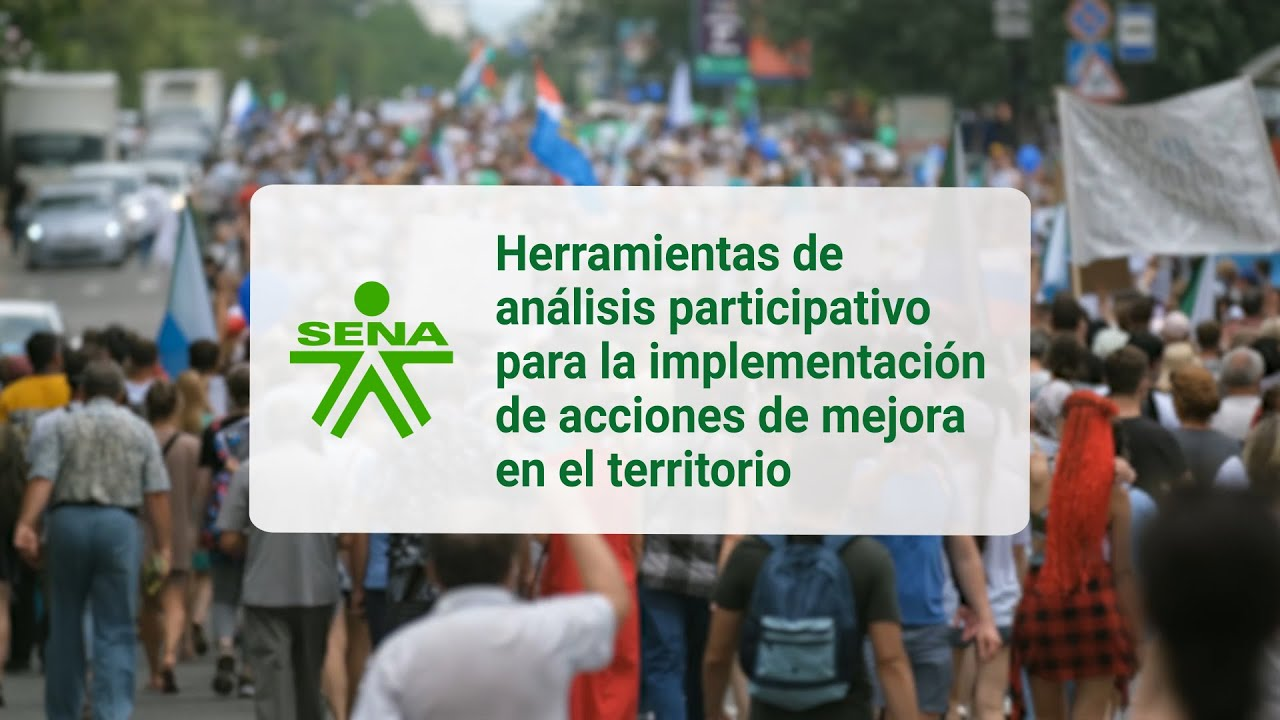 SENA
Herramientas de
análisis participativo
para la implementación
de acciones de mejora
en el territorio